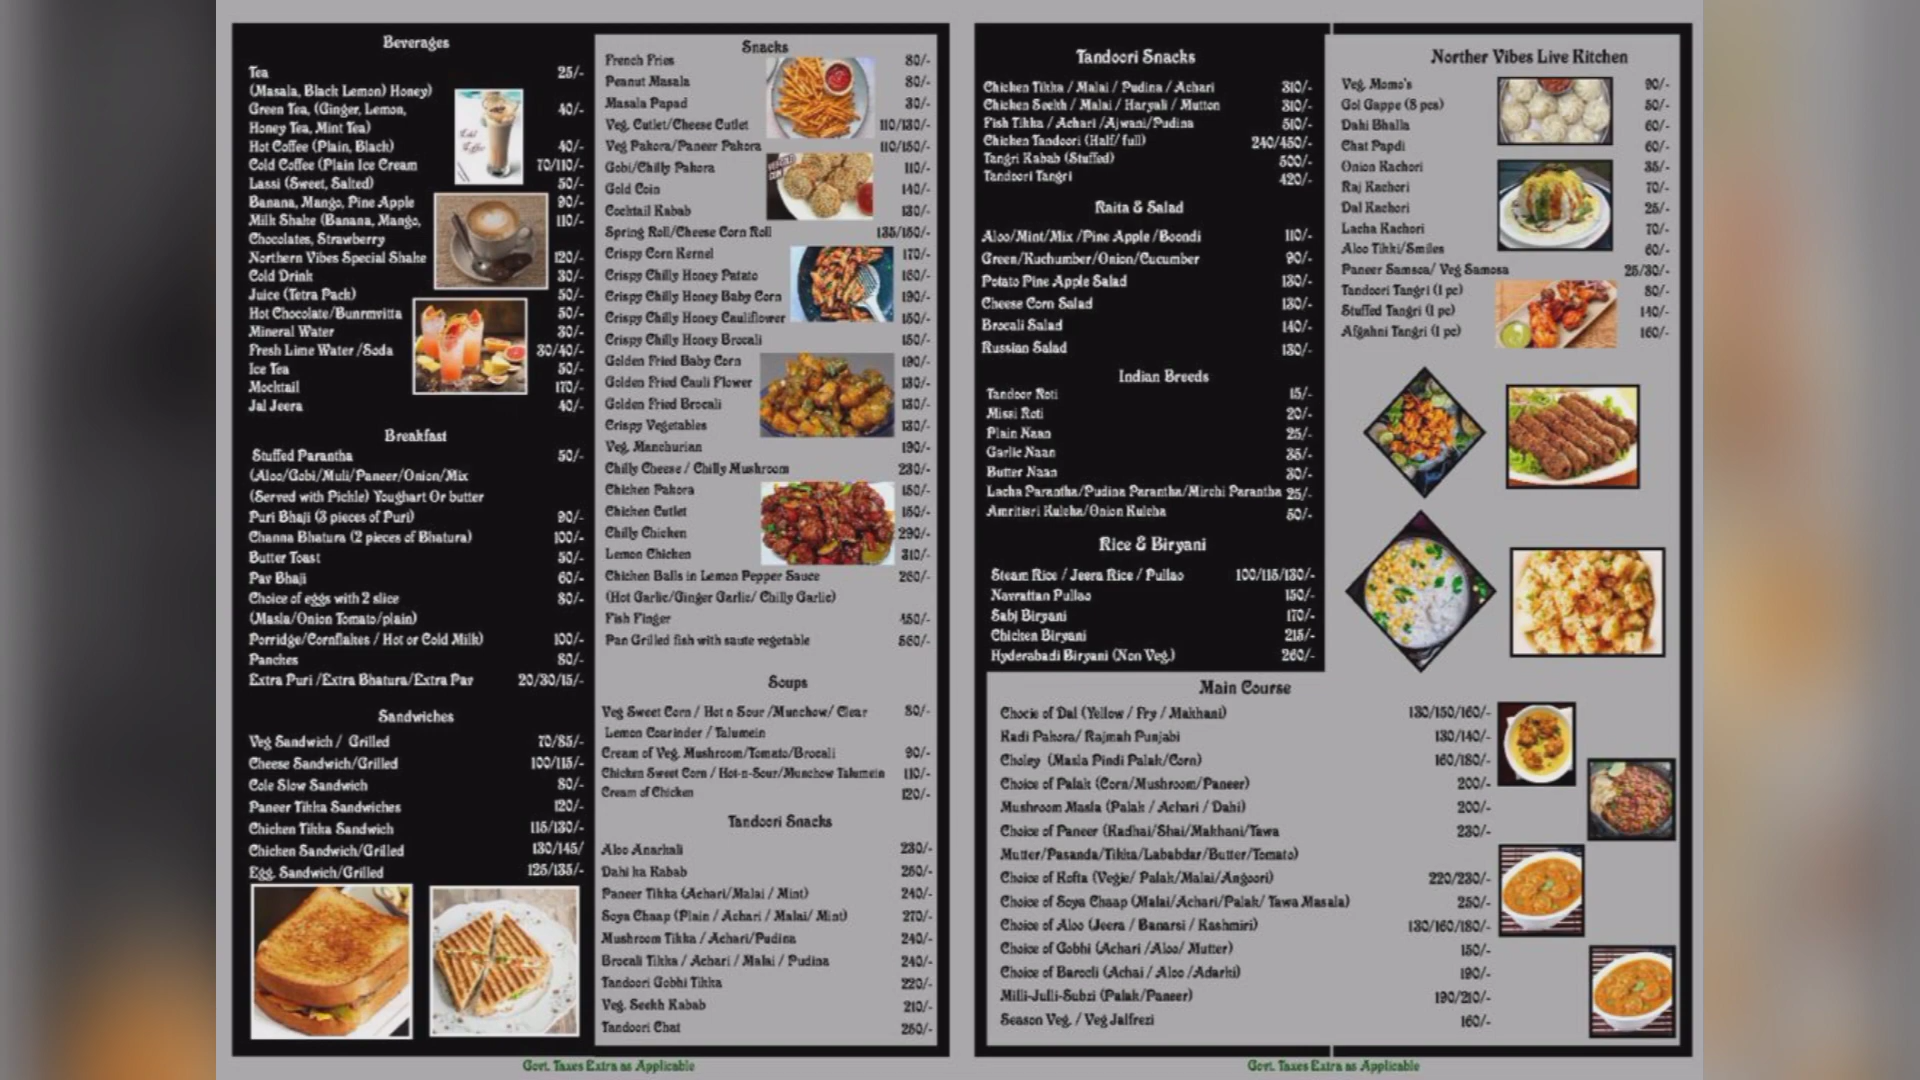 Beverages
Tea 25/-
(Masala, Black Lemon) Honey)
Green Tea, (Ginger, Lemon, 40/-
Honey Tea, Mint Tea)
Hot Coffee (Plain, Black) 40/-
Cold Coffee (Plain Ice Cream 70/110/-
Lassi (Sweet, Salted) 50/-
Banana, Mango, Pine Apple 90/-
Milk Shake (Banana, Mango, 110/-
Chocolates, Strawberry
Northern Vibes Special Shake 120/-
Cold Drink 30/-
Juice (Tetra Pack) 50/-
Hot Chocolate/Bunrmvitta 50/-
Mineral Water 30/-
Fresh Lime Water /Soda 30/40/-
Ice Tea 50/-
Mocktail 170/-
Jal Jeera 40/-
Breakfast
Stuffed Parantha 50/-
(Aloo/Gobi/Muli/Paneer/Onion/Mix
(Served with Pickle) Youghart Or butter
Puri Bhaji (3 pieces of Puri) 90/-
Channa Bhatura (2 pieces of Bhatura) 100/-
Butter Toast 50/-
Pav Bhaji 60/-
Choice of eggs with 2 slice 80/-
(Masla/Onion Tomato/plain)
Porridge/Cornflakes / Hot or Cold Milk) 100/-
Panckes 80/-
Extra Puri /Extra Bhatura/Extra Pav 20/30/15/-
Sandwiches
Veg Sandwich / Grilled 70/85/-
Cheese Sandwich/Grilled 100/115/-
Cole Slow Sandwich 80/-
Paneer Tikka Sandwiches 120/-
Chicken Tikka Sandwich 115/130/-
Chicken Sandwich/Grilled 130/145/
Egg. Sandwich/Grilled 125/135/-
Snacks
French Fries 80/-
Peanut Masala 80/-
Masala Papad 30/-
Veg. Cutlet/Cheese Cutlet 110/130/-
Veg Pakora/Paneer Pakora 110/150/-
Gobi/Chilly Pakora 110/-
Gold Coin 140/-
Cocktail Kabab 130/-
Spring Roll/Cheese Corn Roll 135/150/-
Crispy Corn Kernel 170/-
Crispy Chilly Honey Patato 160/-
Crispy Chilly Honey Baby Corn 190/-
Crispy Chilly Honey Cauliflower 150/-
Crispy Chilly Honey Brocali 150/-
Golden Fried Baby Corn 190/-
Golden Fried Cauli Flower 130/-
Golden Fried Brocali 130/-
Crispy Vegetables 130/-
Veg. Manchurian 190/-
Chilly Cheese / Chilly Mushroom 230/-
Chicken Pakora 150/-
Chicken Cutlet 150/-
Chilly Chicken 290/-
Lemon Chicken 310/-
Chicken Balls in Lemon Pepper Sauce 260/-
(Hot Garlic/Ginger Garlic/ Chilly Garlic)
Fish Finger 450/-
Pan Grilled fish with saute vegetable 560/-
Soups
Veg Sweet Corn / Hot n Sour /Munchow/ Clear 80/-
Lemon Coarinder / Talumein
Cream of Veg. Mushroom/Tomato/Brocali 90/-
Chicken Sweet Corn / Hot-n-Sour/Munchow Talumein 110/-
Cream of Chicken 120/-
Tandoori Snacks
Aloo Anarkali 230/-
Dahi ka Kabab 250/-
Paneer Tikka (Achari/Malai / Mint) 240/-
Soya Chaap (Plain / Achari / Malai/ Mint) 270/-
Mushroom Tikka / Achari/Pudina 240/-
Brocali Tikka / Achari / Malai / Pudina 240/-
Tandoori Gobhi Tikka 220/-
Veg. Seekh Kabab 210/-
Tandoori Chat 250/-
Govt. Taxes Extra as Applicable
Tandoori Snacks
Chicken Tikka / Malai / Pudina / Achari 310/-
Chicken Seekh / Malai / Haryali / Mutton 310/-
Fish Tikka / Achari /Ajwani/Pudina 510/-
Chicken Tandoori (Half/ full) 240/450/-
Tangri Kabab (Stuffed) 500/-
Tandoori Tangri 420/-
Raita & Salad
Aloo/Mint/Mix /Pine Apple /Boondi 110/-
Green/Kuchumber/Onion/Cucumber 90/-
Potato Pine Apple Salad 130/-
Cheese Corn Salad 130/-
Brocali Salad 140/-
Russian Salad 130/-
Indian Breeds
Tandoor Roti 15/-
Missi Roti 20/-
Plain Naan 25/-
Garlic Naan 35/-
Butter Naan 30/-
Lacha Parantha/Pudina Parantha/Mirchi Parantha 25/-
Amritisri Kulcha/Onion Kulcha 50/-
Rice & Biryani
Steam Rice / Jeera Rice / Pullao 100/115/130/-
Navrattan Pullao 150/-
Sabj Biryani 170/-
Chicken Biryani 215/-
Hyderabadi Biryani (Non Veg.) 260/-
Norther Vibes Live Kitchen
Veg. Momo's 90/-
Gol Gappe (8 pcs) 50/-
Dahi Bhalla 60/-
Chat Papdi 60/-
Onion Kachori 35/-
Raj Kachori 70/-
Dal Kachori 25/-
Lacha Kachori 70/-
Aloo Tikki/Smiles 60/-
Paneer Samsoa/ Veg Samosa 25/30/-
Tandoori Tangri (1 pc) 80/-
Stuffed Tangri (1 pc) 140/-
Afgahni Tangri (1 pc) 160/-
Main Course
Chocie of Dal (Yellow / Fry / Makhani) 130/150/160/-
Kadi Pakora/ Rajmah Punjabi 130/140/-
Choley (Masla Pindi Palak/Corn) 160/180/-
Choice of Palak (Corn/Mushroom/Paneer) 200/-
Mushroom Masla (Palak / Achari / Dahi) 200/-
Choice of Paneer (Kadhai/Shai/Makhani/Tawa 230/-
Mutter/Pasanda/Tikka/Lababdar/Butter/Tomato)
Choice of Kofta (Vegie/ Palak/Malai/Angoori) 220/230/-
Choice of Soya Chaap (Malai/Achari/Palak/ Tawa Masala) 250/-
Choice of Aloo (Jeera / Banarsi / Kashmiri) 130/160/180/-
Choice of Gobhi (Achari /Aloo/ Mutter) 150/-
Choice of Barocli (Achai / Aloo /Adarki) 190/-
Milli-Julli-Subzi (Palak/Paneer) 190/210/-
Season Veg. / Veg Jalfrezi 160/-
Govt. Taxes Extra as Applicable